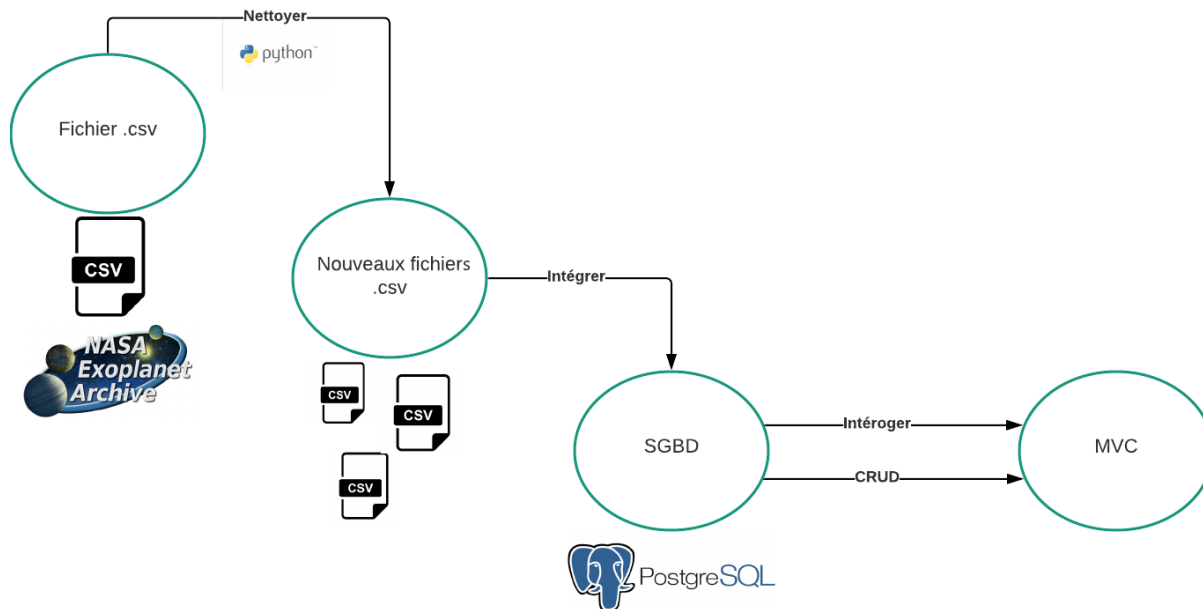 Nettoyer
python™
Fichier .csv
CSV
NASA
Exoplanet
Archive
Nouveaux fichiers
.csv
Intégrer
CSV
CSV
CSV
SGBD
Intéroger
CRUD
MVC
PostgreSQL